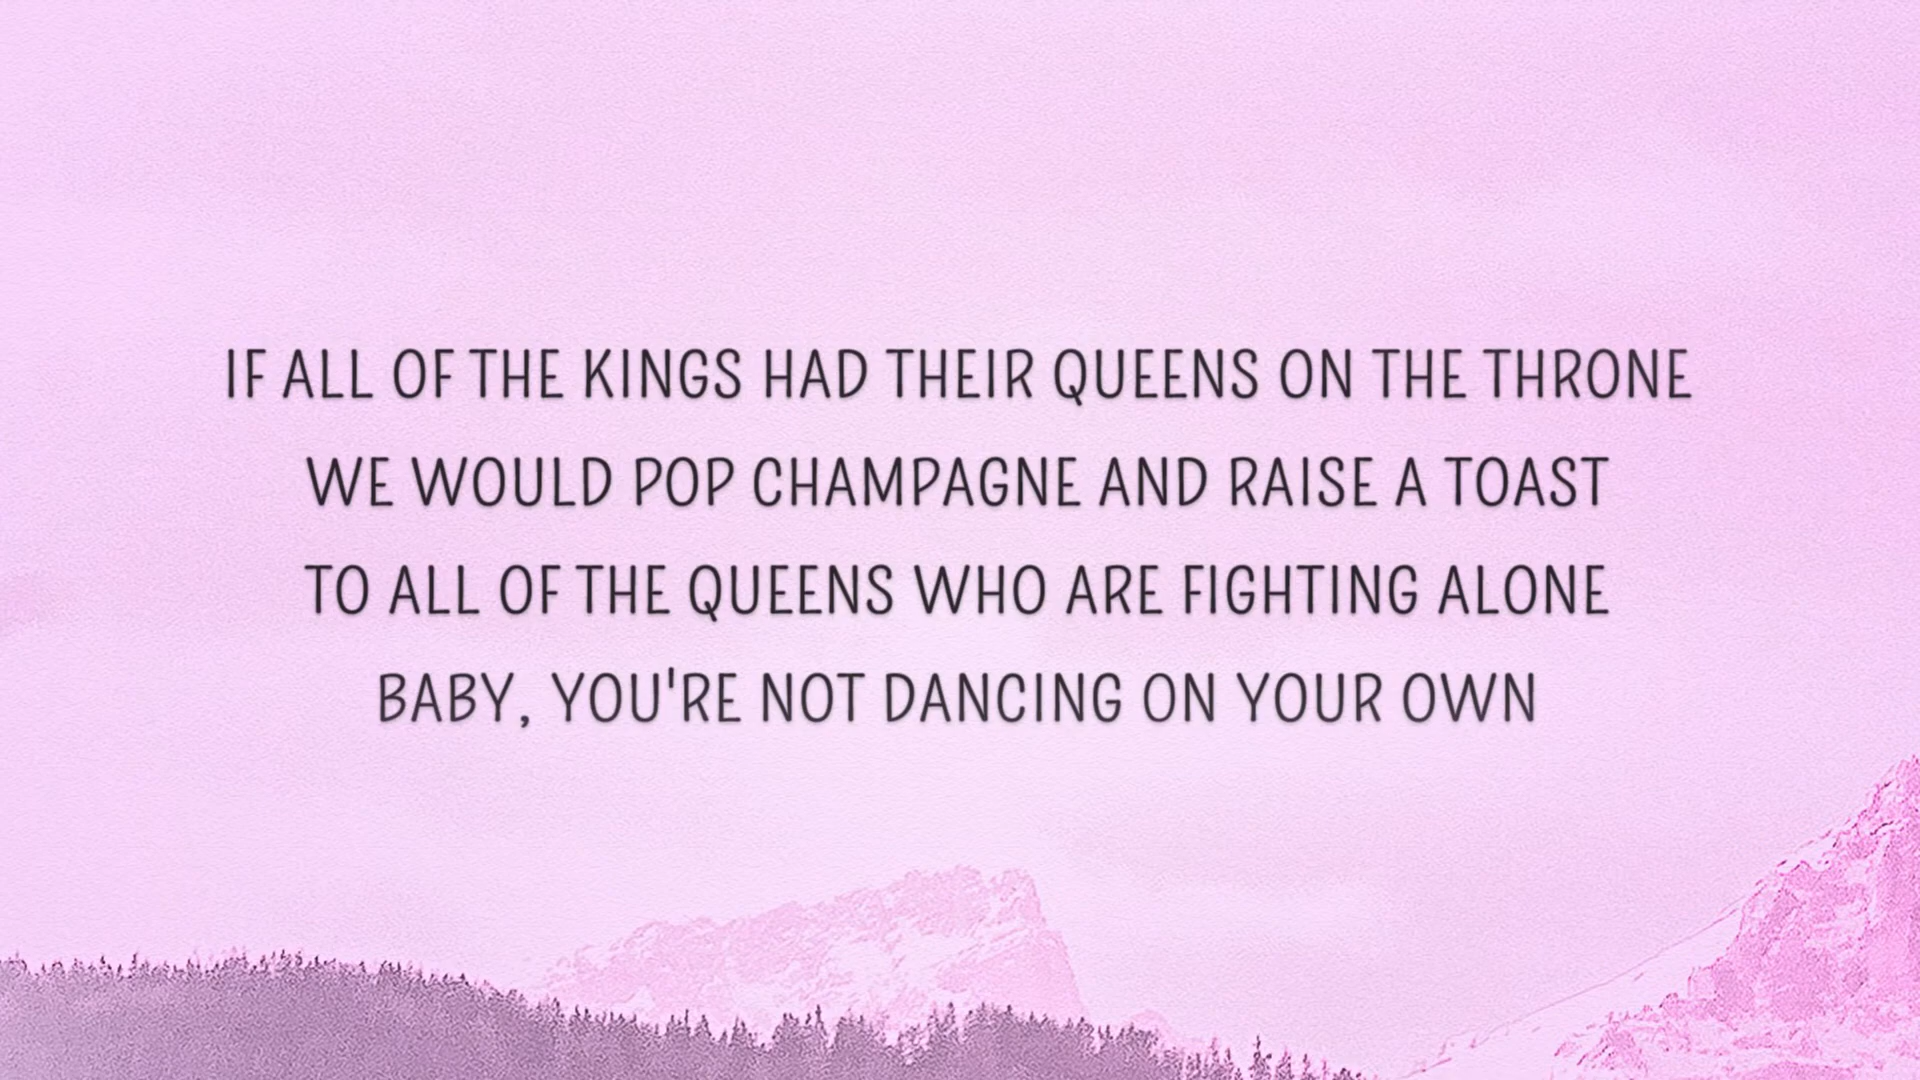 IF ALL OF THE KINGS HAD THEIR QUEENS ON THE THRONE
WE WOULD POP CHAMPAGNE AND RAISE A TOAST
TO ALL OF THE QUEENS WHO ARE FIGHTING ALONE
BABY, YOU'RE NOT DANCING ON YOUR OWN